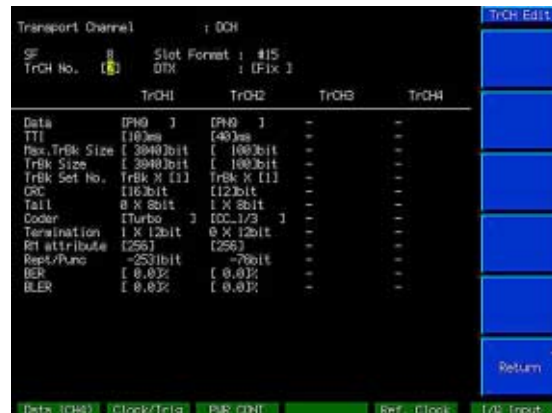 TrCH Edit
Transport Channel : DCH
SF 8 Slot Format : #15
TrCH No. [2] DTX : [Fix ]
TrCH1 TrCH2 TrCH3 TrCH4
Data [PN9 ] [PN9 ] - -
TTI [10]ms [40]ms - -
Max.TrBk Size [ 3840]bit [ 100]bit - -
TrBk Size [ 3840]bit [ 100]bit - -
TrBk Set No. TrBk X [1] TrBk X [1] - -
CRC [16]bit [12]bit - -
Tail 0 X 8bit 1 X 8bit - -
Coder [Turbo ] [CC_1/3 ] - -
Termination 1 X 12bit 0 X 12bit - -
RM attribute [256] [256] - -
Rept/Punc -2531bit -76bit - -
BER [ 0.0]% [ 0.0]% - -
BLER [ 0.0]% [ 0.0]% - -
Return
Data (CH4) Clock/Trig PWR CONT Ref. Clock I/Q Input